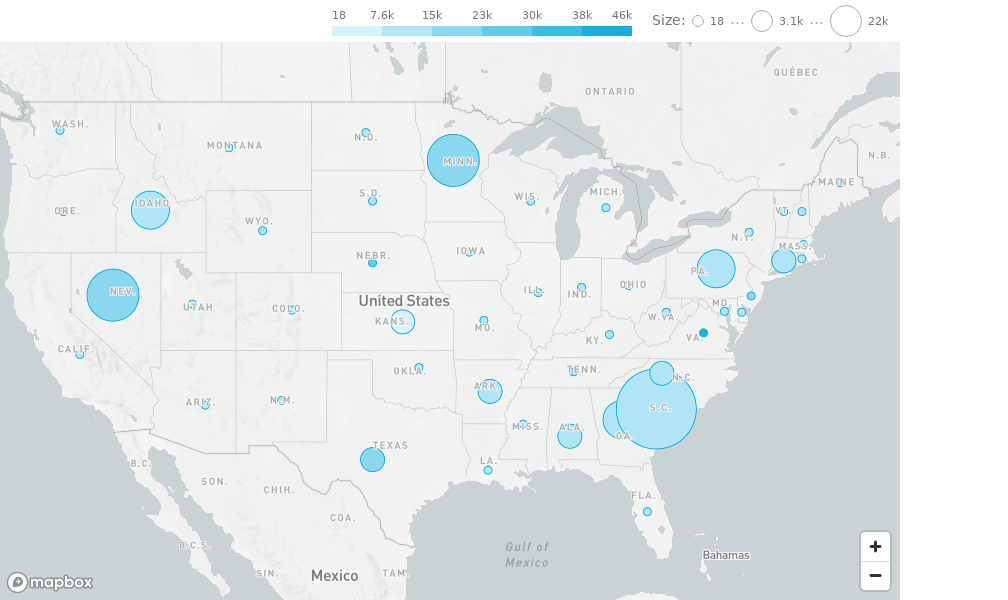 18 7.6k 15k 23k 30k 38k 46k
Size: 18 ... 3.1k ... 22k
QUÉBEC
ONTARIO
WASH.
N.D.
MONTANA
MINN.
N.B.
MAINE
ORE.
IDAHO
S.D.
WIS.
MICH.
VT.
WYO.
N.Y.
NEBR.
IOWA
MASS.
PA.
NEV.
UTAH
COLO.
United States
ILL.
IND.
OHIO
MD.
KANS.
MO.
W.VA.
CALIF.
KY.
VA.
OKLA.
TENN.
N.C.
ARIZ.
N.M.
ARK.
S.C.
MISS.
ALA.
GA.
TEXAS
B.C.
LA.
SON.
CHIH.
FLA.
COA.
B.C.S.
Gulf of
Mexico
Bahamas
SIN.
Mexico
TAM.
+
−
mapbox